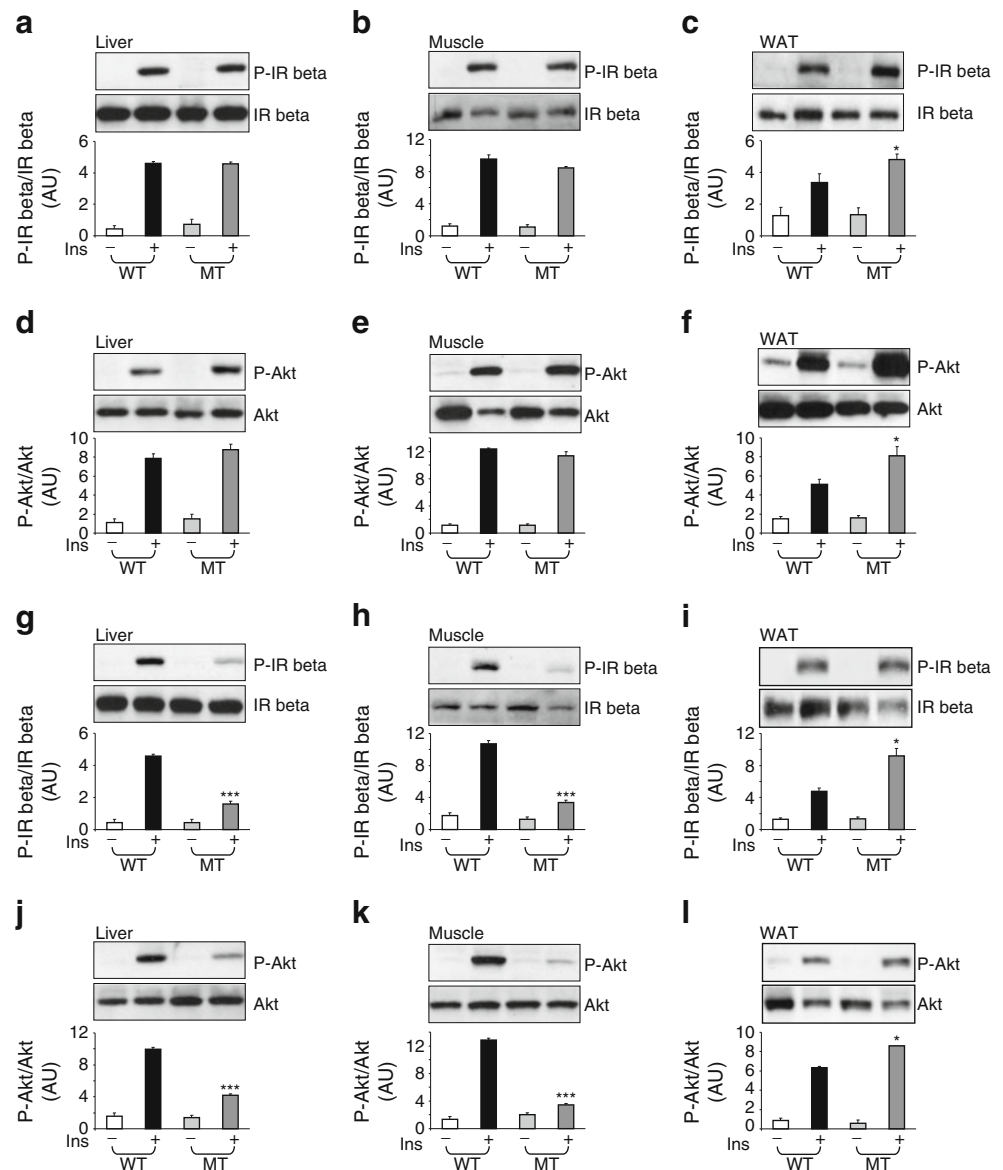 a
Liver
P-IR beta
IR beta
P-IR beta/IR beta
(AU)
6
4
2
0
Ins – + – +
WT MT
b
Muscle
P-IR beta
IR beta
P-IR beta/IR beta
(AU)
12
8
4
0
Ins – + – +
WT MT
c
WAT
P-IR beta
IR beta
P-IR beta/IR beta
(AU)
6
4
2
0
*
Ins – + – +
WT MT
d
Liver
P-Akt
Akt
P-Akt/Akt
(AU)
10
8
6
4
2
0
Ins – + – +
WT MT
e
Muscle
P-Akt
Akt
P-Akt/Akt
(AU)
12
8
4
0
Ins – + – +
WT MT
f
WAT
P-Akt
Akt
P-Akt/Akt
(AU)
10
8
6
4
2
0
*
Ins – + – +
WT MT
g
Liver
P-IR beta
IR beta
P-IR beta/IR beta
(AU)
6
4
2
0
***
Ins – + – +
WT MT
h
Muscle
P-IR beta
IR beta
P-IR beta/IR beta
(AU)
12
8
4
0
***
Ins – + – +
WT MT
i
WAT
P-IR beta
IR beta
P-IR beta/IR beta
(AU)
12
8
4
0
*
Ins – + – +
WT MT
j
Liver
P-Akt
Akt
P-Akt/Akt
(AU)
12
8
4
0
***
Ins – + – +
WT MT
k
Muscle
P-Akt
Akt
P-Akt/Akt
(AU)
12
8
4
0
***
Ins – + – +
WT MT
l
WAT
P-Akt
Akt
P-Akt/Akt
(AU)
10
8
6
4
2
0
*
Ins – + – +
WT MT